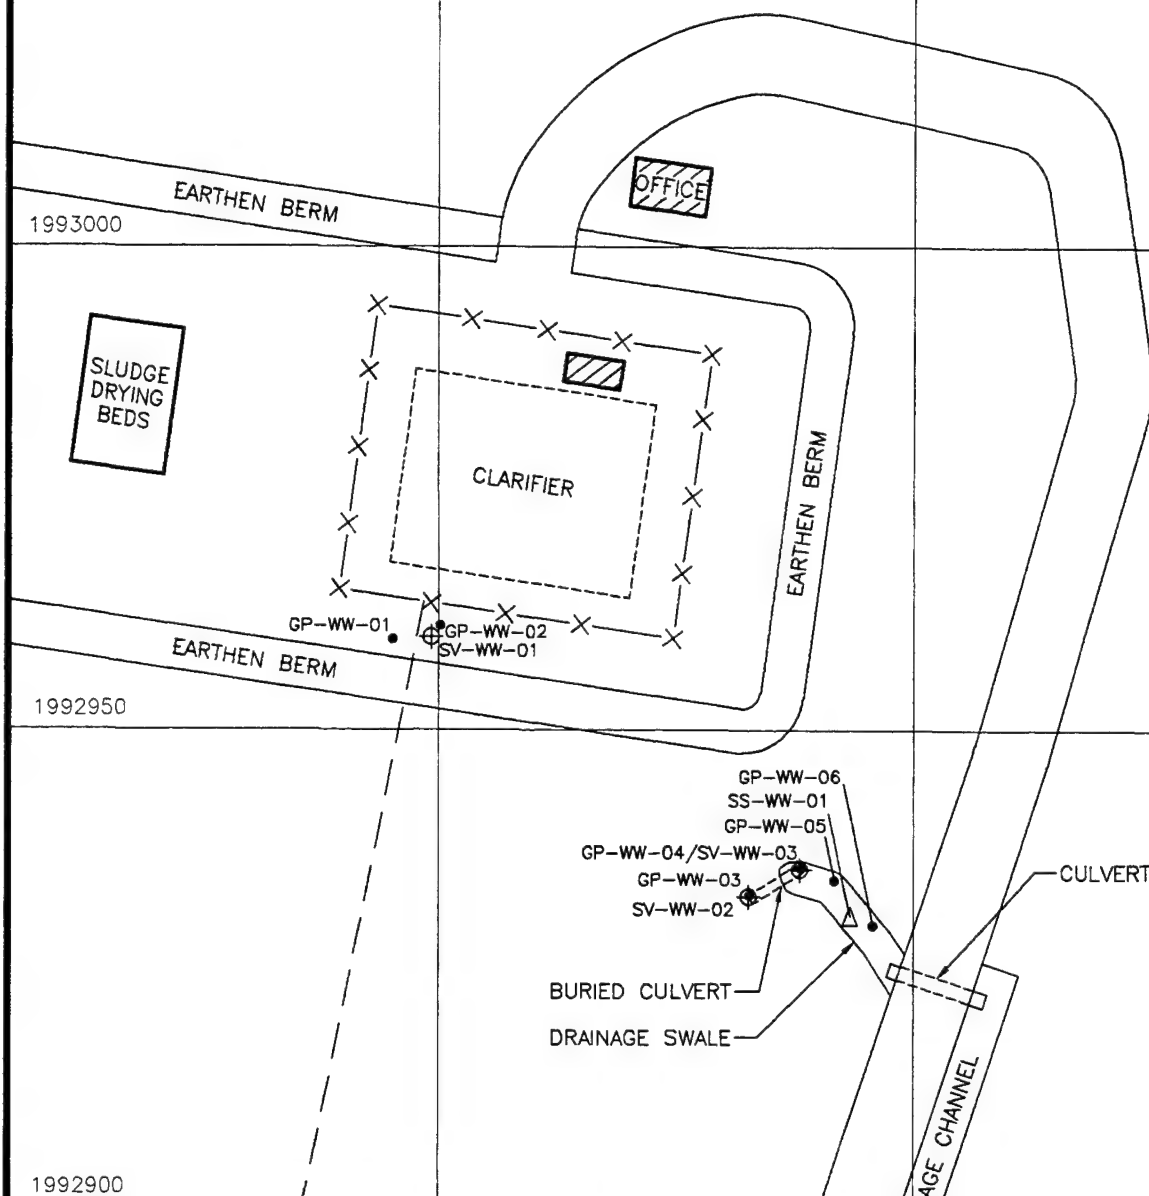 OFFICE
EARTHEN BERM
1993000
SLUDGE
DRYING
BEDS
CLARIFIER
EARTHEN BERM
GP-WW-01
GP-WW-02
SV-WW-01
EARTHEN BERM
1992950
GP-WW-06
SS-WW-01
GP-WW-05
GP-WW-04/SV-WW-03
GP-WW-03
SV-WW-02
CULVERT
BURIED CULVERT
DRAINAGE SWALE
AGE CHANNEL
1992900